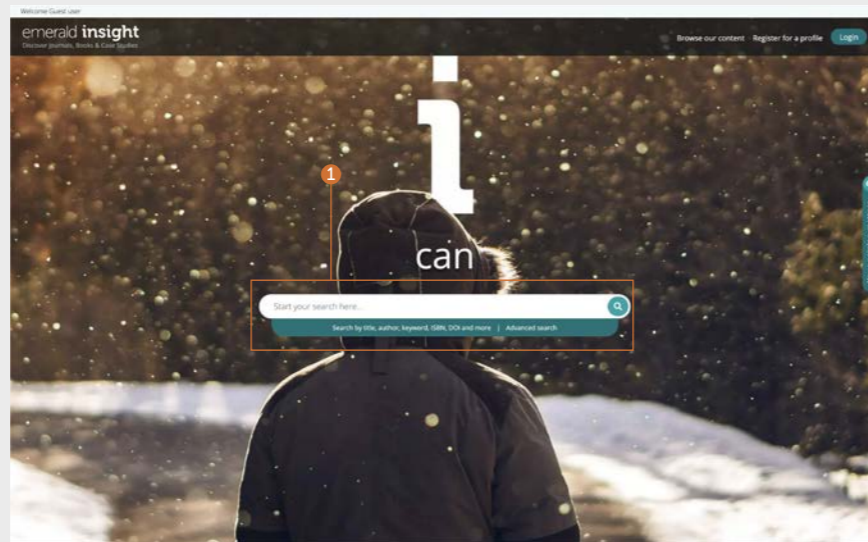 Welcome Guest user
emerald insight
Discover Journals, Books & Case Studies
Browse our content Register for a profile Login
i
1
can
Start your search here...
Search by title, author, keyword, ISBN, DOI and more | Advanced search